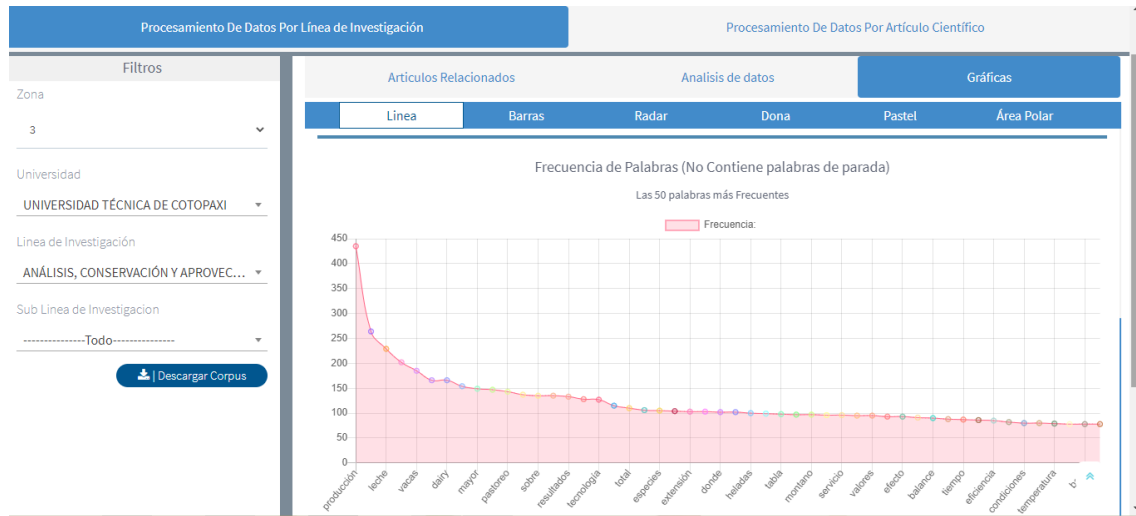 Procesamiento De Datos Por Línea de Investigación
Procesamiento De Datos Por Artículo Científico
Filtros
Zona
3
Universidad
UNIVERSIDAD TÉCNICA DE COTOPAXI
Linea de Investigación
ANÁLISIS, CONSERVACIÓN Y APROVEC...
Sub Linea de Investigacion
---------------Todo---------------
| Descargar Corpus
Articulos Relacionados
Analisis de datos
Gráficas
Linea
Barras
Radar
Dona
Pastel
Área Polar
Frecuencia de Palabras (No Contiene palabras de parada)
Las 50 palabras más Frecuentes
Frecuencia:
450
400
350
300
250
200
150
100
50
0
producción
leche
vacas
dairy
mayor
pastoreo
sobre
resultados
tecnologia
total
especies
extensión
donde
heladas
tabla
montano
servicio
valores
efecto
balance
tiempo
eficiencia
condiciones
temperatura